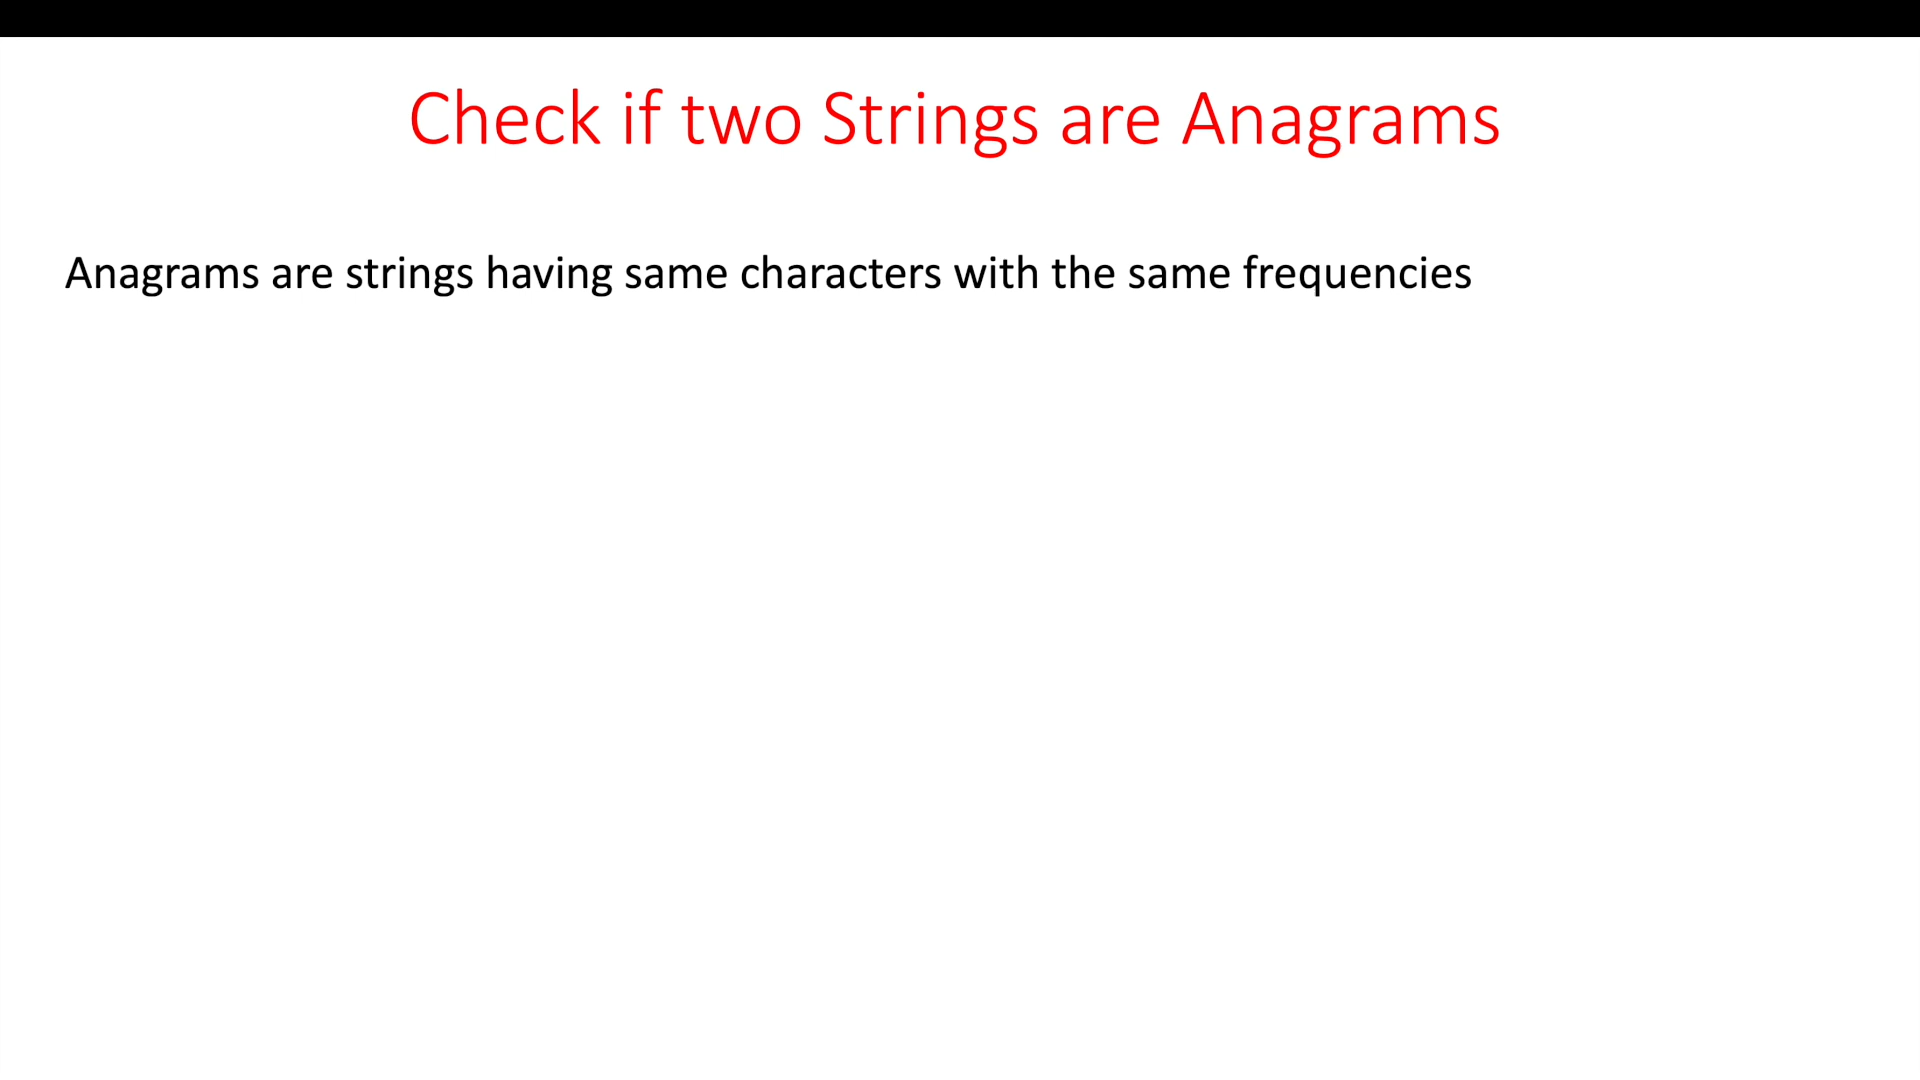 Check if two Strings are Anagrams
Anagrams are strings having same characters with the same frequencies